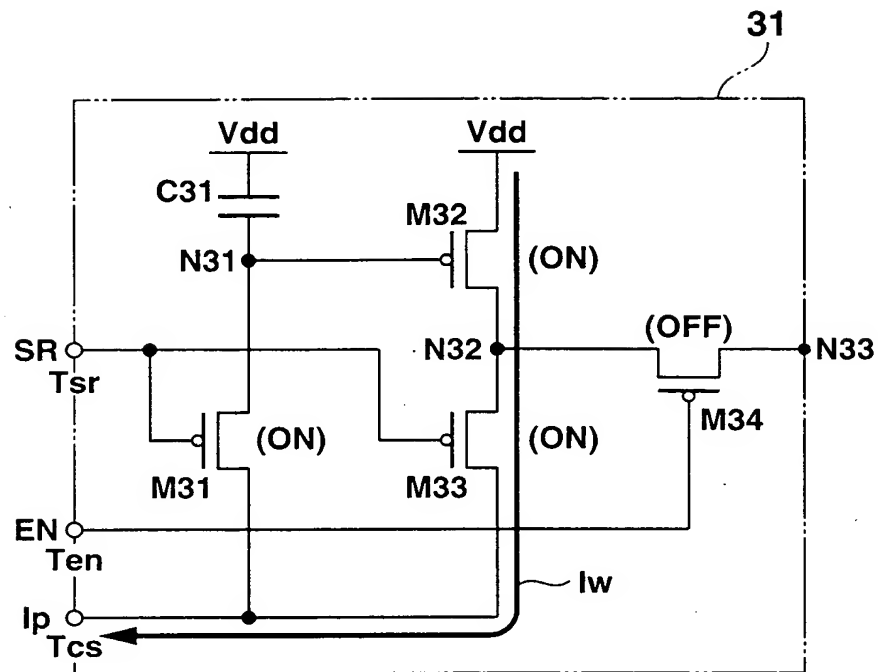 31
Vdd Vdd
C31
M32
N31 (ON)
(OFF)
SR N32 N33
Tsr
M34
(ON) (ON)
M31 M33
EN
Ten
Iw
Ip
Tcs